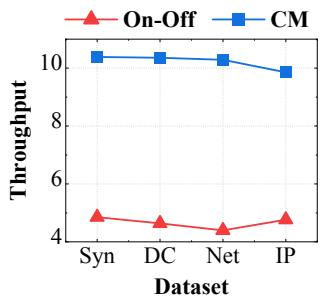 On-Off CM
Throughput
10
8
6
4
Syn DC Net IP
Dataset